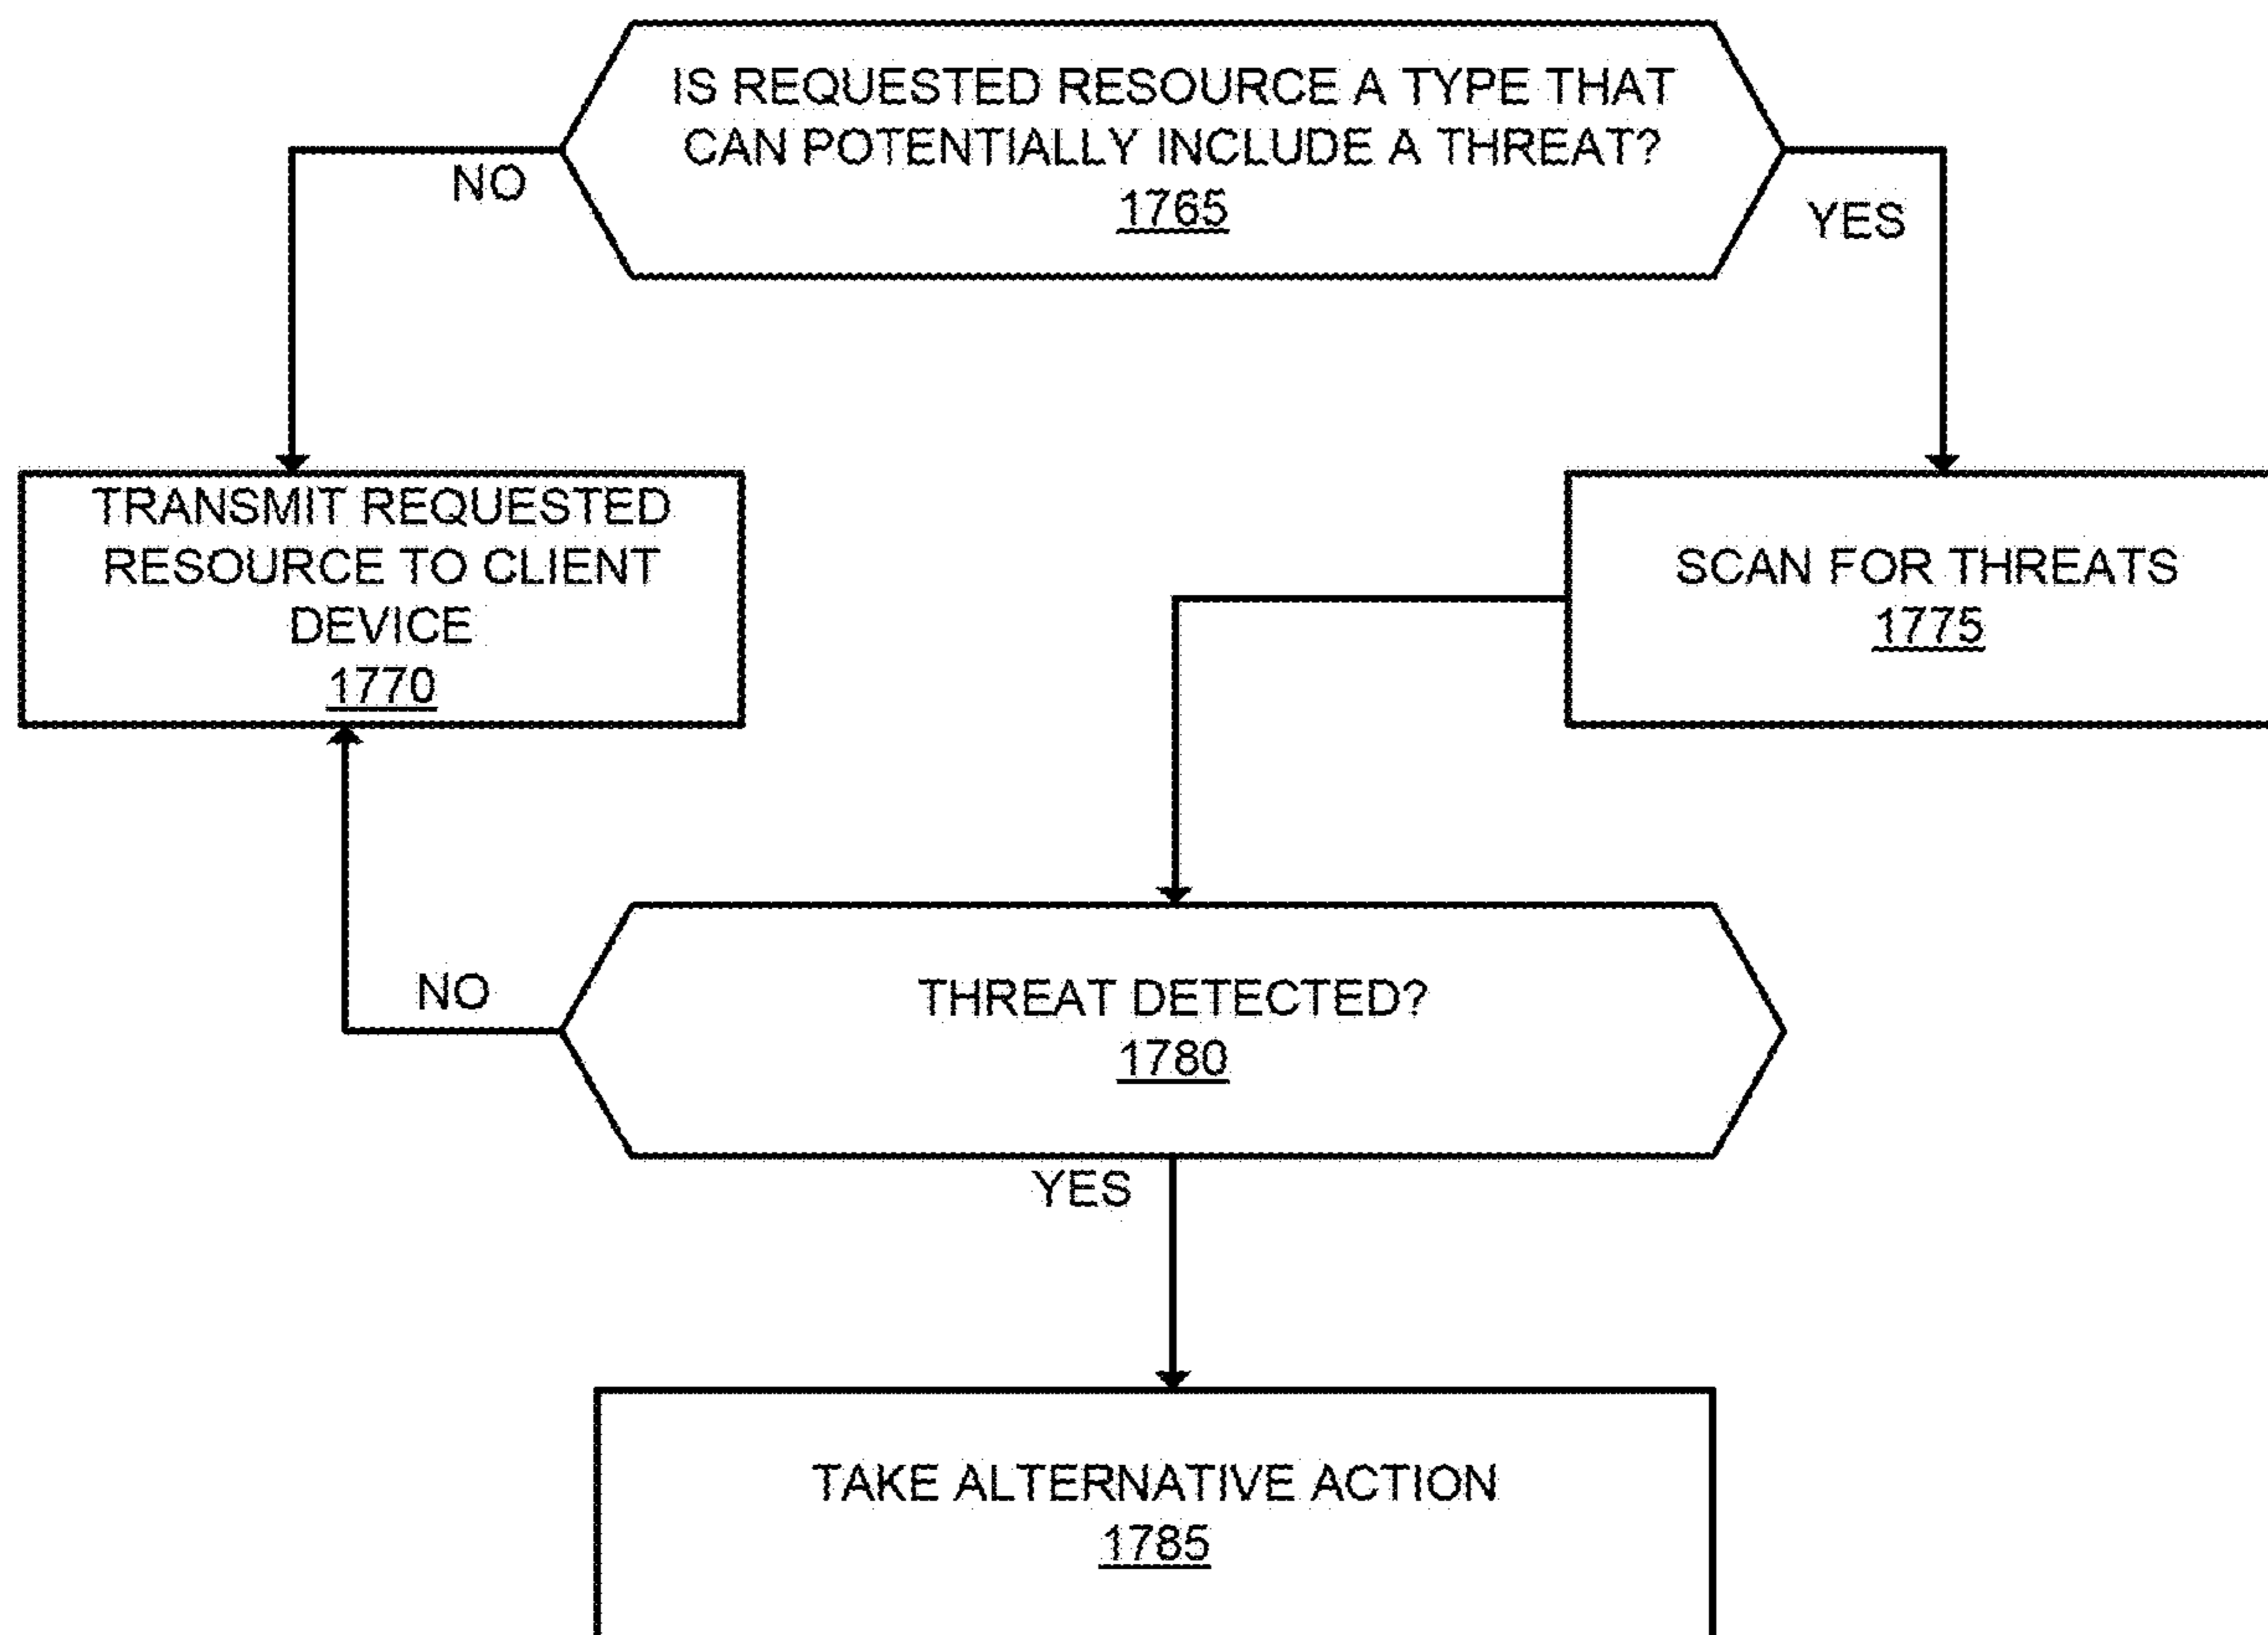 IS REQUESTED RESOURCE A TYPE THAT
CAN POTENTIALLY INCLUDE A THREAT?
1765
NO
YES
TRANSMIT REQUESTED
RESOURCE TO CLIENT
DEVICE
1770
SCAN FOR THREATS
1775
NO
THREAT DETECTED?
1780
YES
TAKE ALTERNATIVE ACTION
1785